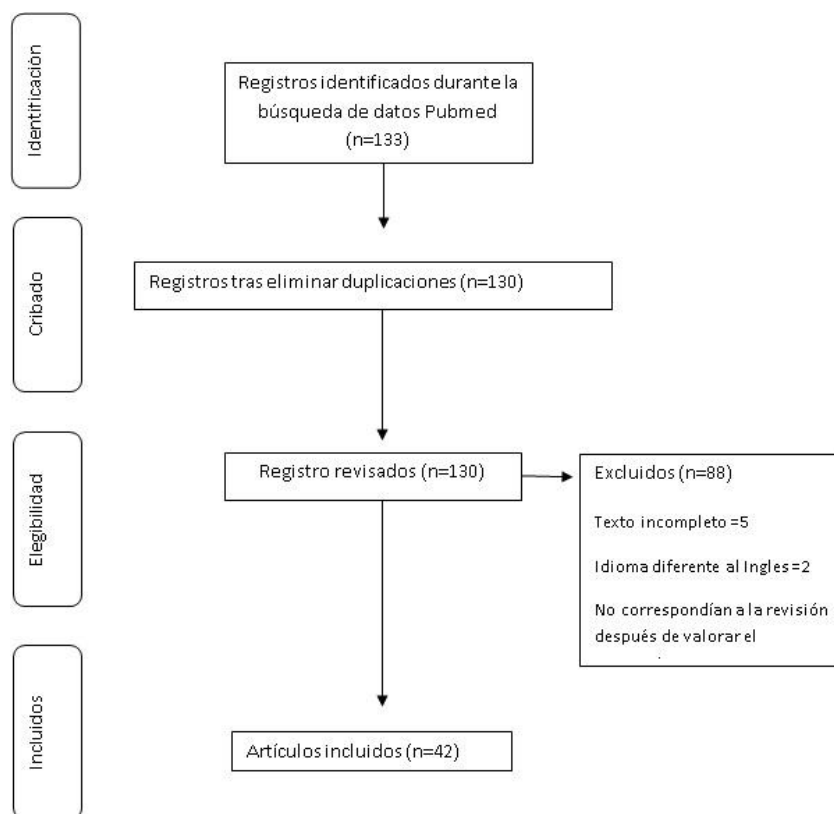 Identificación
Registros identificados durante la
búsqueda de datos Pubmed
(n=133)
Cribado
Registros tras eliminar duplicaciones (n=130)
Elegibilidad
Registro revisados (n=130)
Excluidos (n=88)
Texto incompleto =5
Idioma diferente al Ingles =2
No correspondían a la revisión
después de valorar el
Incluidos
Artículos incluidos (n=42)